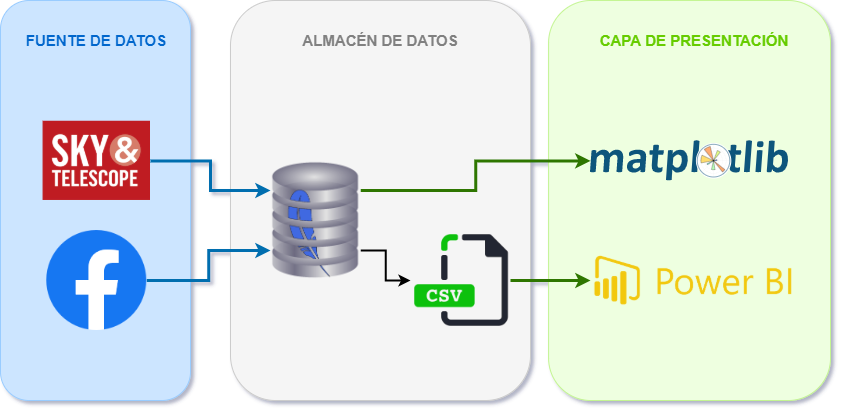 FUENTE DE DATOS
ALMACÉN DE DATOS
CAPA DE PRESENTACIÓN
SKY&
TELESCOPE
matplotlib
f
CSV
Power BI